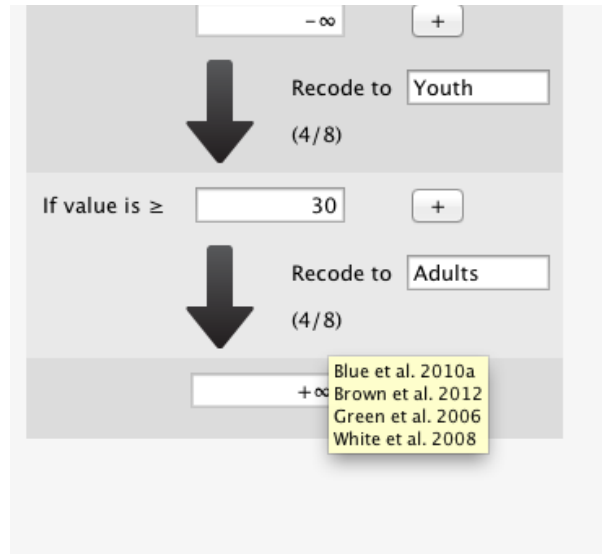 -∞ +
Recode to Youth
(4/8)
If value is ≥ 30 +
Recode to Adults
(4/8)
+∞
Blue et al. 2010a
Brown et al. 2012
Green et al. 2006
White et al. 2008